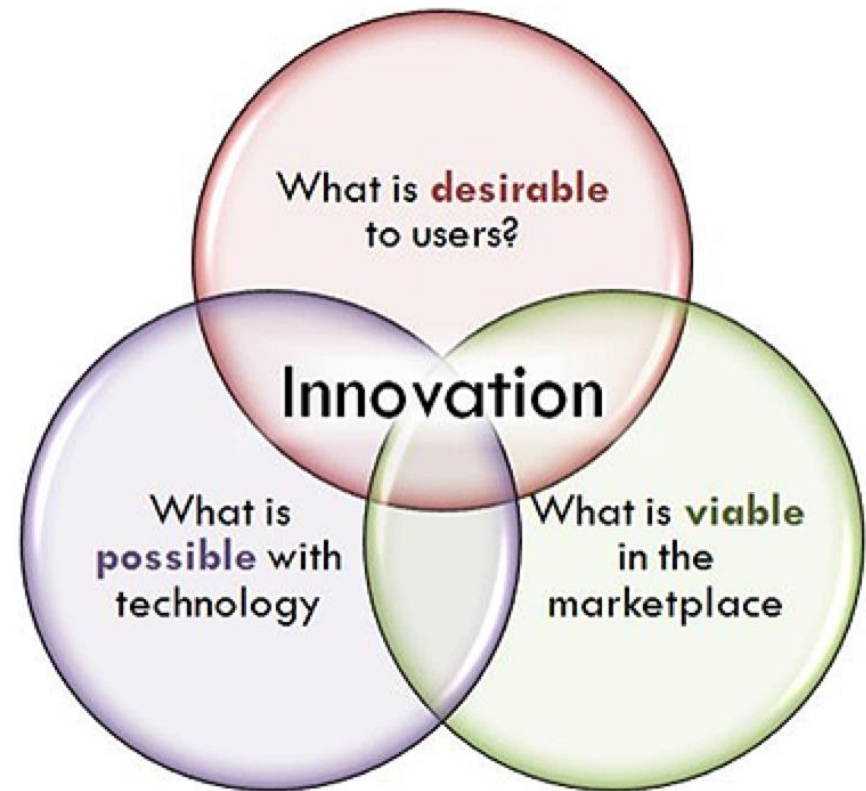 What is desirable
to users?
Innovation
What is
possible with
technology
What is viable
in the
marketplace